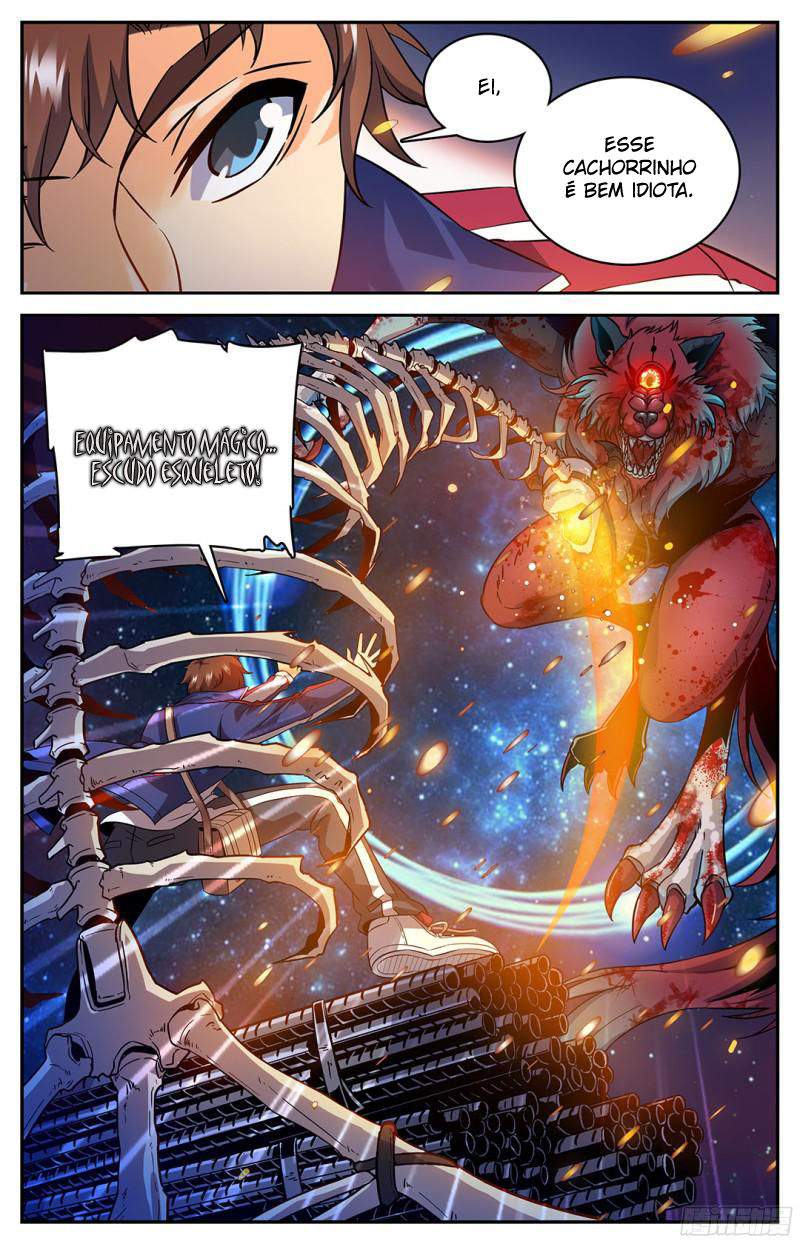 EI,
ESSE
CACHORRINHO
É BEM IDIOTA.
EQUIPAMENTO MÁGICO...
ESCUDO ESQUELETO!